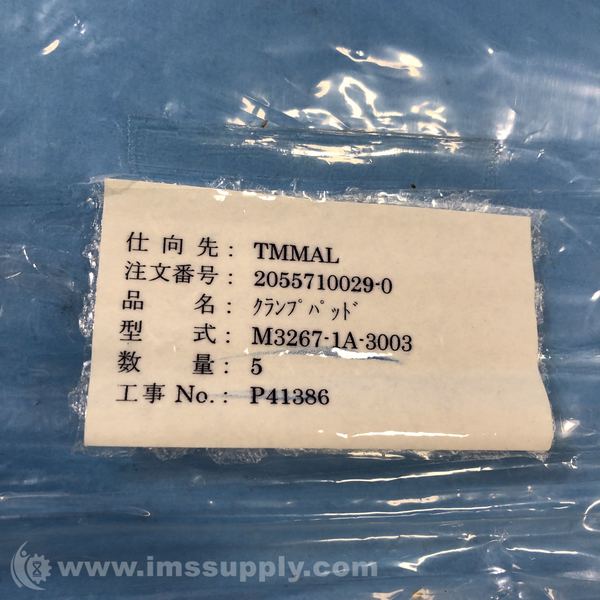 仕 向 先 : TMMAL
注文番号 : 2055710029-0
品 名 : ｸﾗﾝﾌﾟﾊﾟｯﾄﾞ
型 式 : M3267-1A-3003
数 量 : 5
工事 No. : P41386
www.imssupply.com